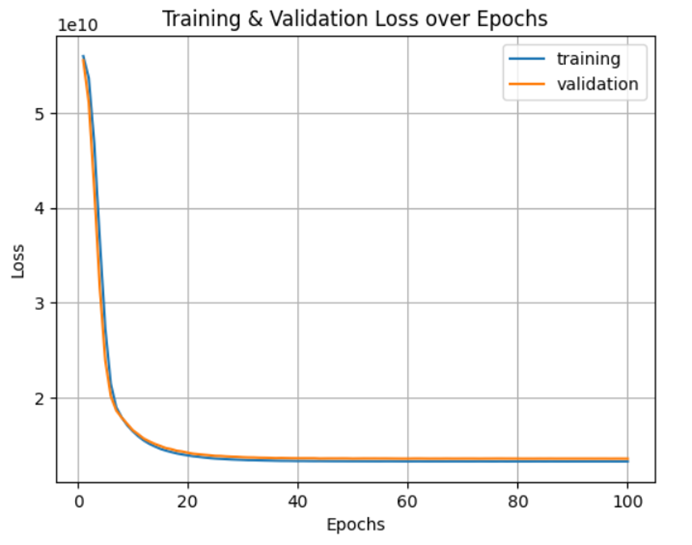 Training & Validation Loss over Epochs
1e10
training
validation
5
4
3
2
Loss
0 20 40 60 80 100
Epochs